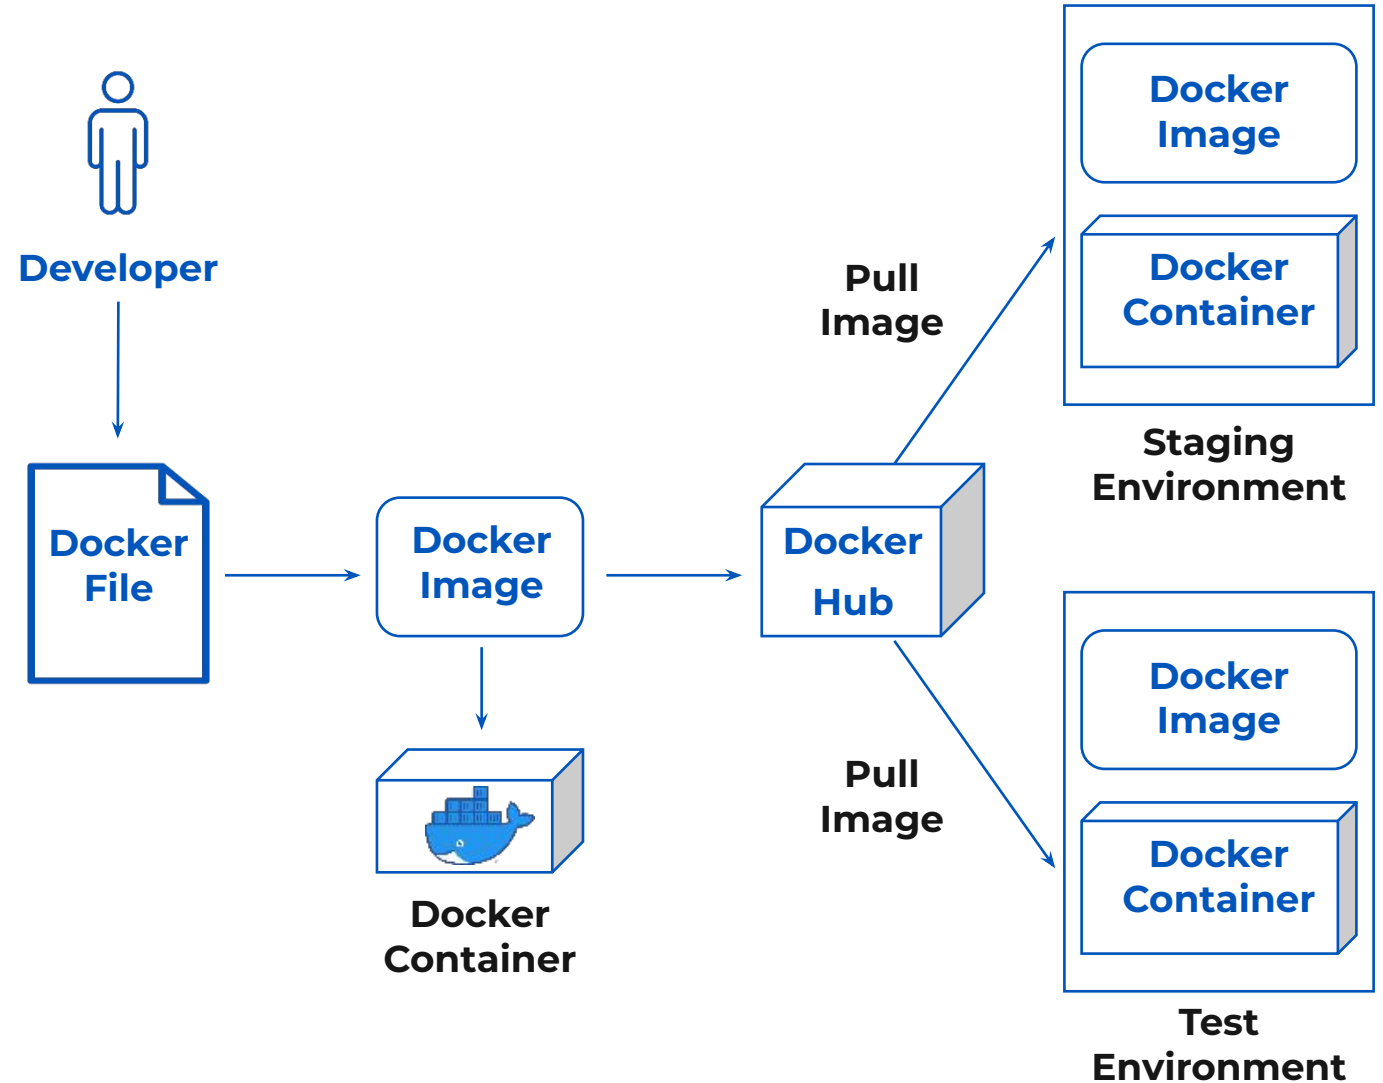 Developer
Docker
File
Docker
Image
Docker
Container
Docker
Hub
Pull
Image
Pull
Image
Docker
Image
Docker
Container
Staging
Environment
Docker
Image
Docker
Container
Test
Environment